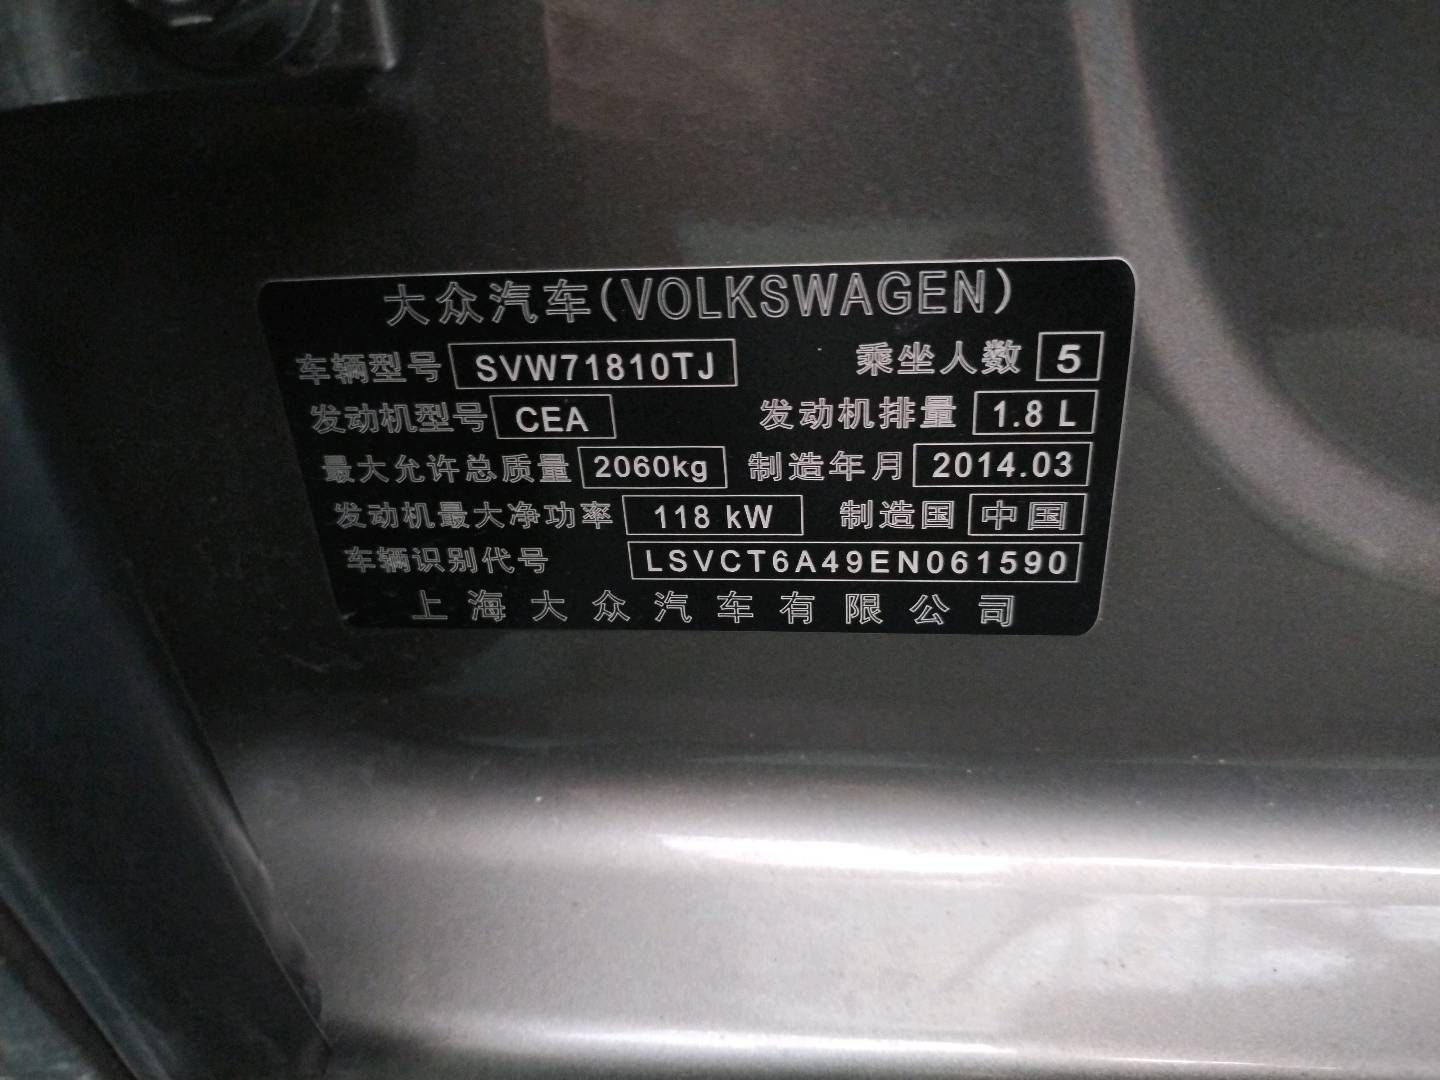 大众汽车(VOLKSWAGEN)
车辆型号 SVW71810TJ 乘坐人数 5
发动机型号 CEA 发动机排量 1.8 L
最大允许总质量 2060kg 制造年月 2014.03
发动机最大净功率 118 kW 制造国 中国
车辆识别代号 LSVCT6A49EN061590
上海大众汽车有限公司